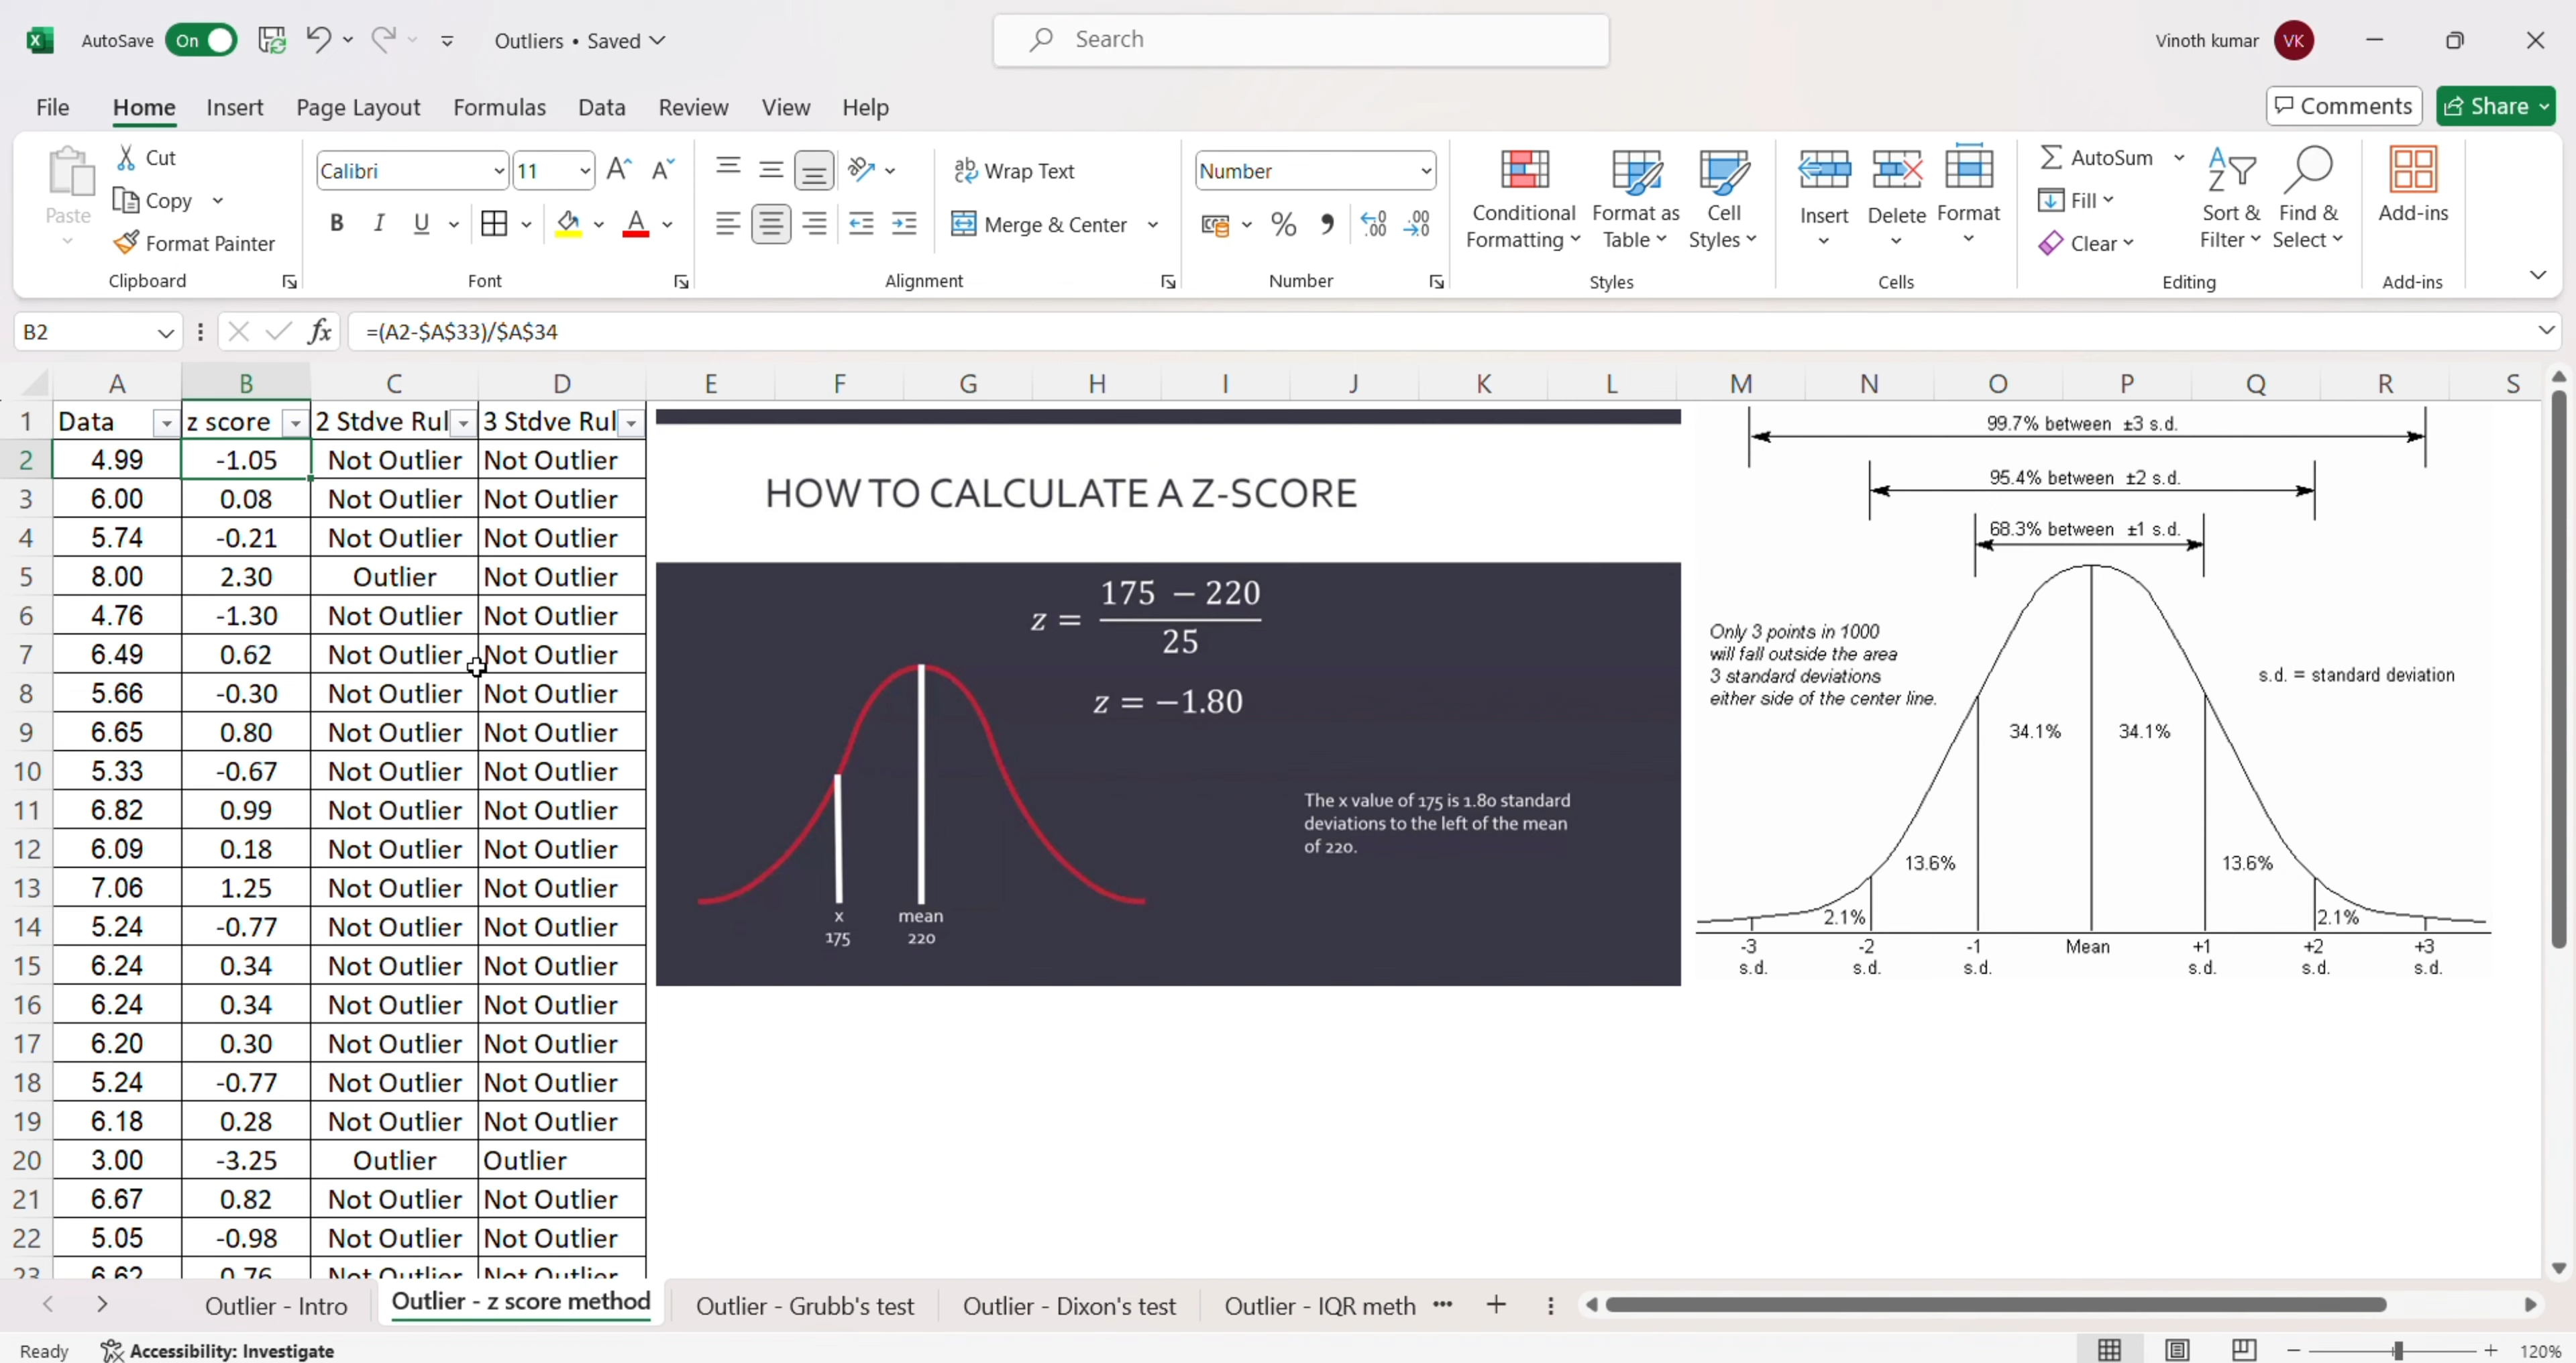 AutoSave On Outliers • Saved Search Vinoth kumar VK
File Home Insert Page Layout Formulas Data Review View Help Comments Share
Paste Cut Copy Format Painter Clipboard
Calibri 11 B I U A Font
Wrap Text Merge & Center Alignment
Number % , Number
Conditional Formatting Format as Table Cell Styles Styles
Insert Delete Format Cells
AutoSum Fill Clear Sort & Filter Find & Select Editing
Add-ins Add-ins
B2 fx =(A2-$A$33)/$A$34
A B C D E F G H I J K L M N O P Q R S
1 Data z score 2 Stdve Rul 3 Stdve Rul
2 4.99 -1.05 Not Outlier Not Outlier
3 6.00 0.08 Not Outlier Not Outlier
4 5.74 -0.21 Not Outlier Not Outlier
5 8.00 2.30 Outlier Not Outlier
6 4.76 -1.30 Not Outlier Not Outlier
7 6.49 0.62 Not Outlier Not Outlier
8 5.66 -0.30 Not Outlier Not Outlier
9 6.65 0.80 Not Outlier Not Outlier
10 5.33 -0.67 Not Outlier Not Outlier
11 6.82 0.99 Not Outlier Not Outlier
12 6.09 0.18 Not Outlier Not Outlier
13 7.06 1.25 Not Outlier Not Outlier
14 5.24 -0.77 Not Outlier Not Outlier
15 6.24 0.34 Not Outlier Not Outlier
16 6.24 0.34 Not Outlier Not Outlier
17 6.20 0.30 Not Outlier Not Outlier
18 5.24 -0.77 Not Outlier Not Outlier
19 6.18 0.28 Not Outlier Not Outlier
20 3.00 -3.25 Outlier Outlier
21 6.67 0.82 Not Outlier Not Outlier
22 5.05 -0.98 Not Outlier Not Outlier
23 6.62 0.76 Not Outlier Not Outlier
HOW TO CALCULATE A Z-SCORE
z = 175 − 220
25
z = −1.80
The x value of 175 is 1.80 standard
deviations to the left of the mean
of 220.
x mean
175 220
99.7% between ±3 s.d.
95.4% between ±2 s.d.
68.3% between ±1 s.d.
Only 3 points in 1000
will fall outside the area
3 standard deviations
either side of the center line.
s.d. = standard deviation
34.1% 34.1%
13.6% 13.6%
2.1% 2.1%
-3 -2 -1 Mean +1 +2 +3
s.d. s.d. s.d. s.d. s.d. s.d.
Outlier - Intro Outlier - z score method Outlier - Grubb's test Outlier - Dixon's test Outlier - IQR meth
Ready Accessibility: Investigate 120%